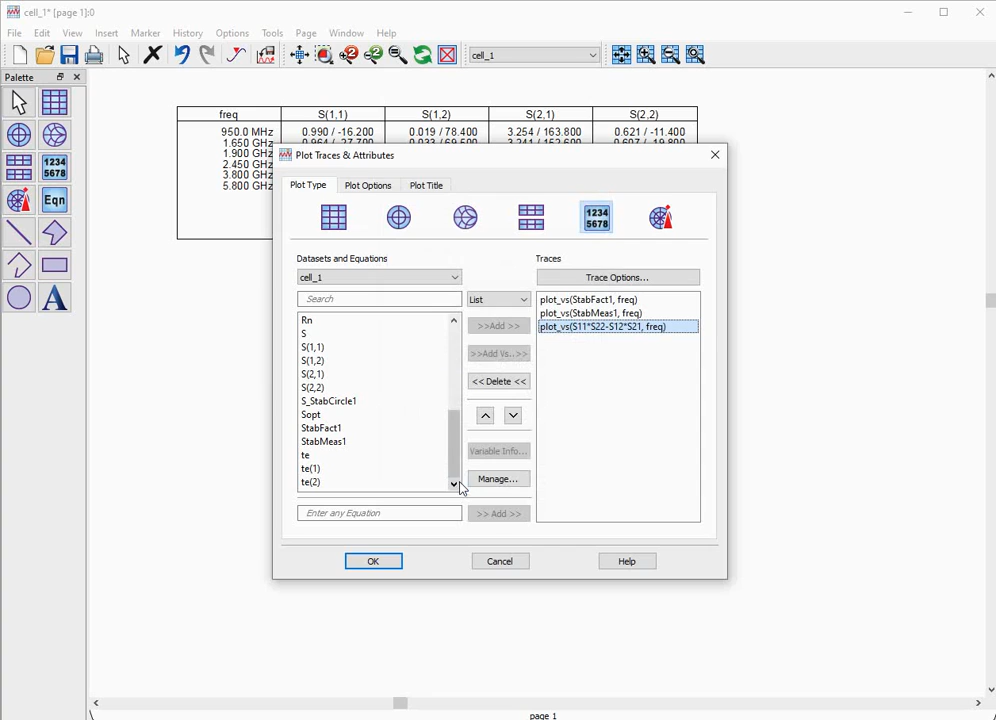 cell_1* [page 1]:0
File Edit View Insert Marker History Options Tools Page Window Help
cell_1
Palette
freq S(1,1) S(1,2) S(2,1) S(2,2)
950.0 MHz 0.990 / -16.200 0.019 / 78.400 3.254 / 163.800 0.621 / -11.400
1.650 GHz
1.900 GHz
2.450 GHz
3.800 GHz
5.800 GHz
1234
5678
Eqn
A
Plot Traces & Attributes
Plot Type Plot Options Plot Title
1234
5678
Datasets and Equations Traces
cell_1 Trace Options...
Search List
Rn
S
S(1,1)
S(1,2)
S(2,1)
S(2,2)
S_StabCircle1
Sopt
StabFact1
StabMeas1
te
te(1)
te(2)
>>Add >>
>>Add Vs..>>
<< Delete <<
Variable Info...
Manage...
plot_vs(StabFact1, freq)
plot_vs(StabMeas1, freq)
plot_vs(S11*S22-S12*S21, freq)
Enter any Equation >> Add >>
OK Cancel Help
page 1